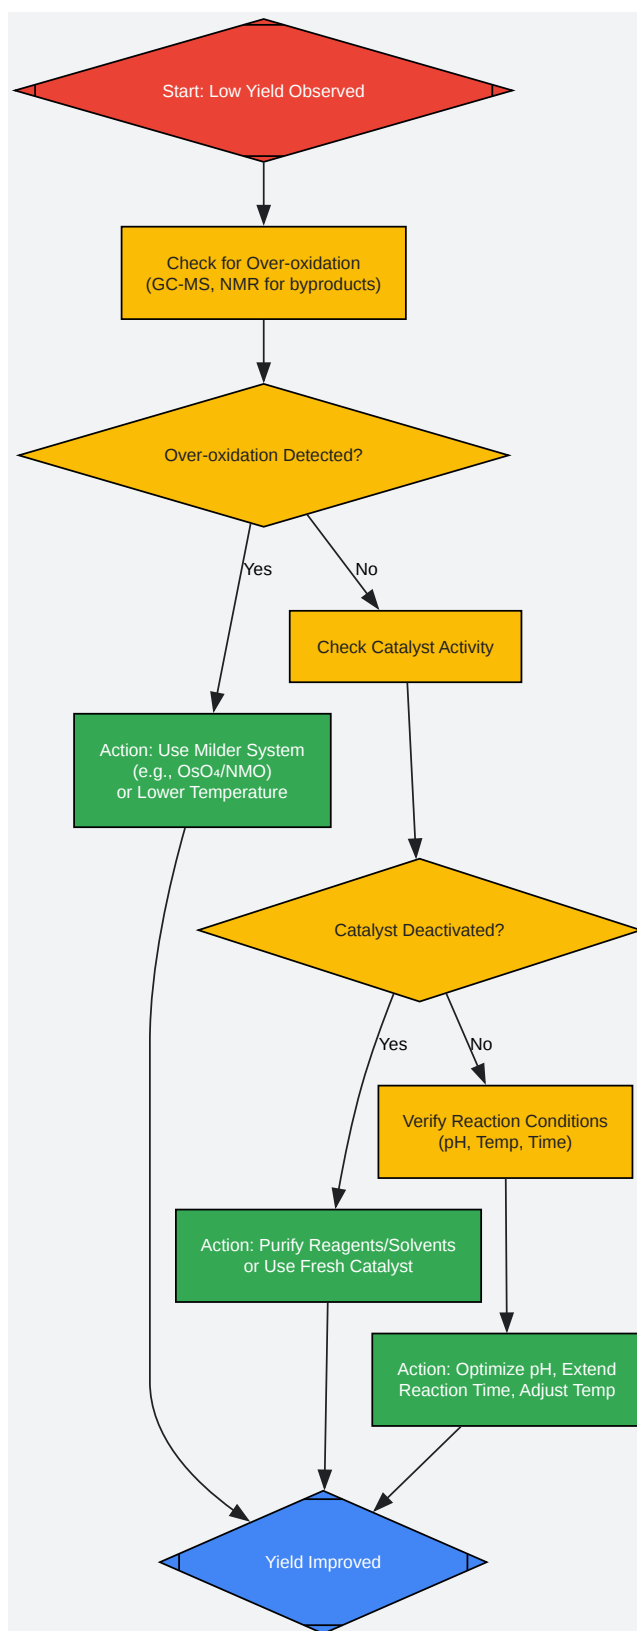 Start: Low Yield Observed
Check for Over-oxidation
(GC-MS, NMR for byproducts)
Over-oxidation Detected?
Yes
No
Check Catalyst Activity
Action: Use Milder System
(e.g., OsO₄/NMO)
or Lower Temperature
Catalyst Deactivated?
Yes
No
Verify Reaction Conditions
(pH, Temp, Time)
Action: Purify Reagents/Solvents
or Use Fresh Catalyst
Action: Optimize pH, Extend
Reaction Time, Adjust Temp
Yield Improved